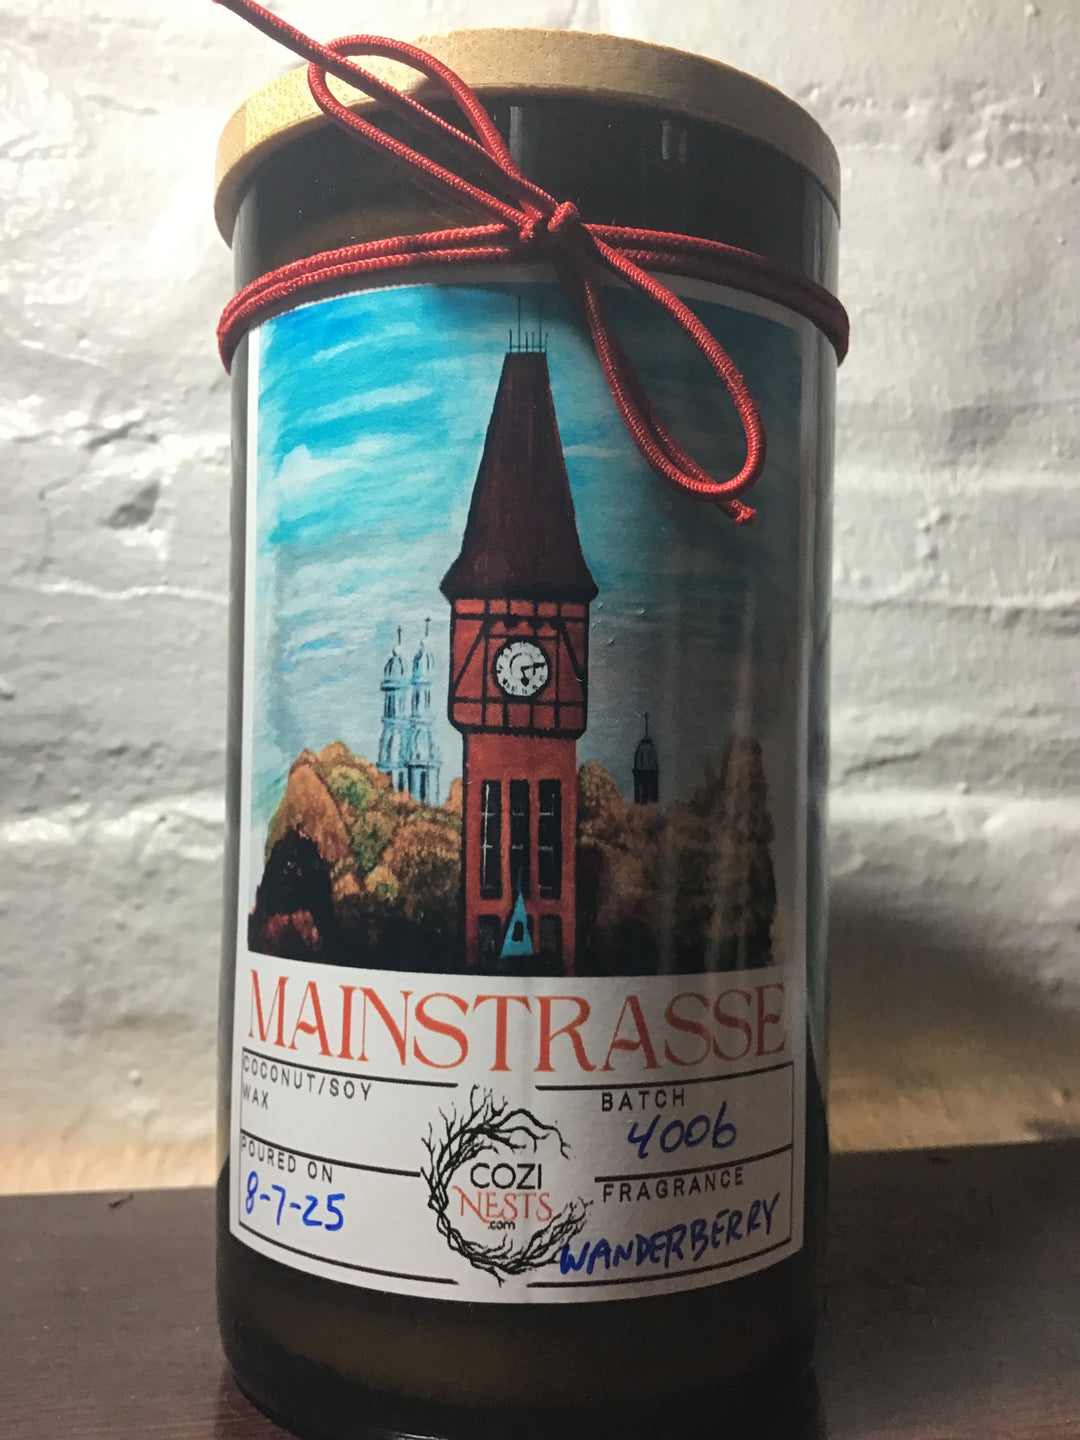 MAINSTRASSE
COCONUT/SOY
WAX
POURED ON
8-7-25
COZI
NESTS
.com
BATCH
4006
FRAGRANCE
WANDERBERRY